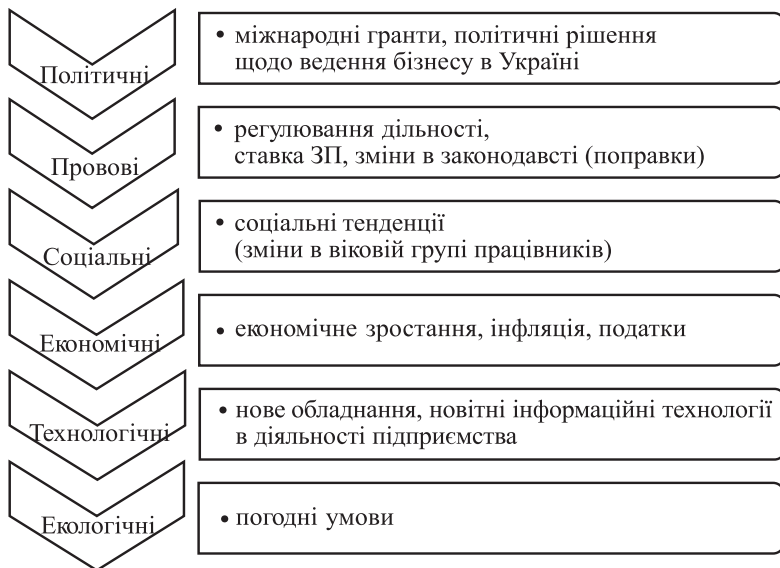 Політичні
• міжнародні гранти, політичні рішення
щодо ведення бізнесу в Україні
Провові
• регулювання дільності,
ставка ЗП, зміни в законодавсті (поправки)
Соціальні
• соціальні тенденції
(зміни в віковій групі працівників)
Економічні
• економічне зростання, інфляція, податки
Технологічні
• нове обладнання, новітні інформаційні технології
в діяльності підприємства
Екологічні
• погодні умови